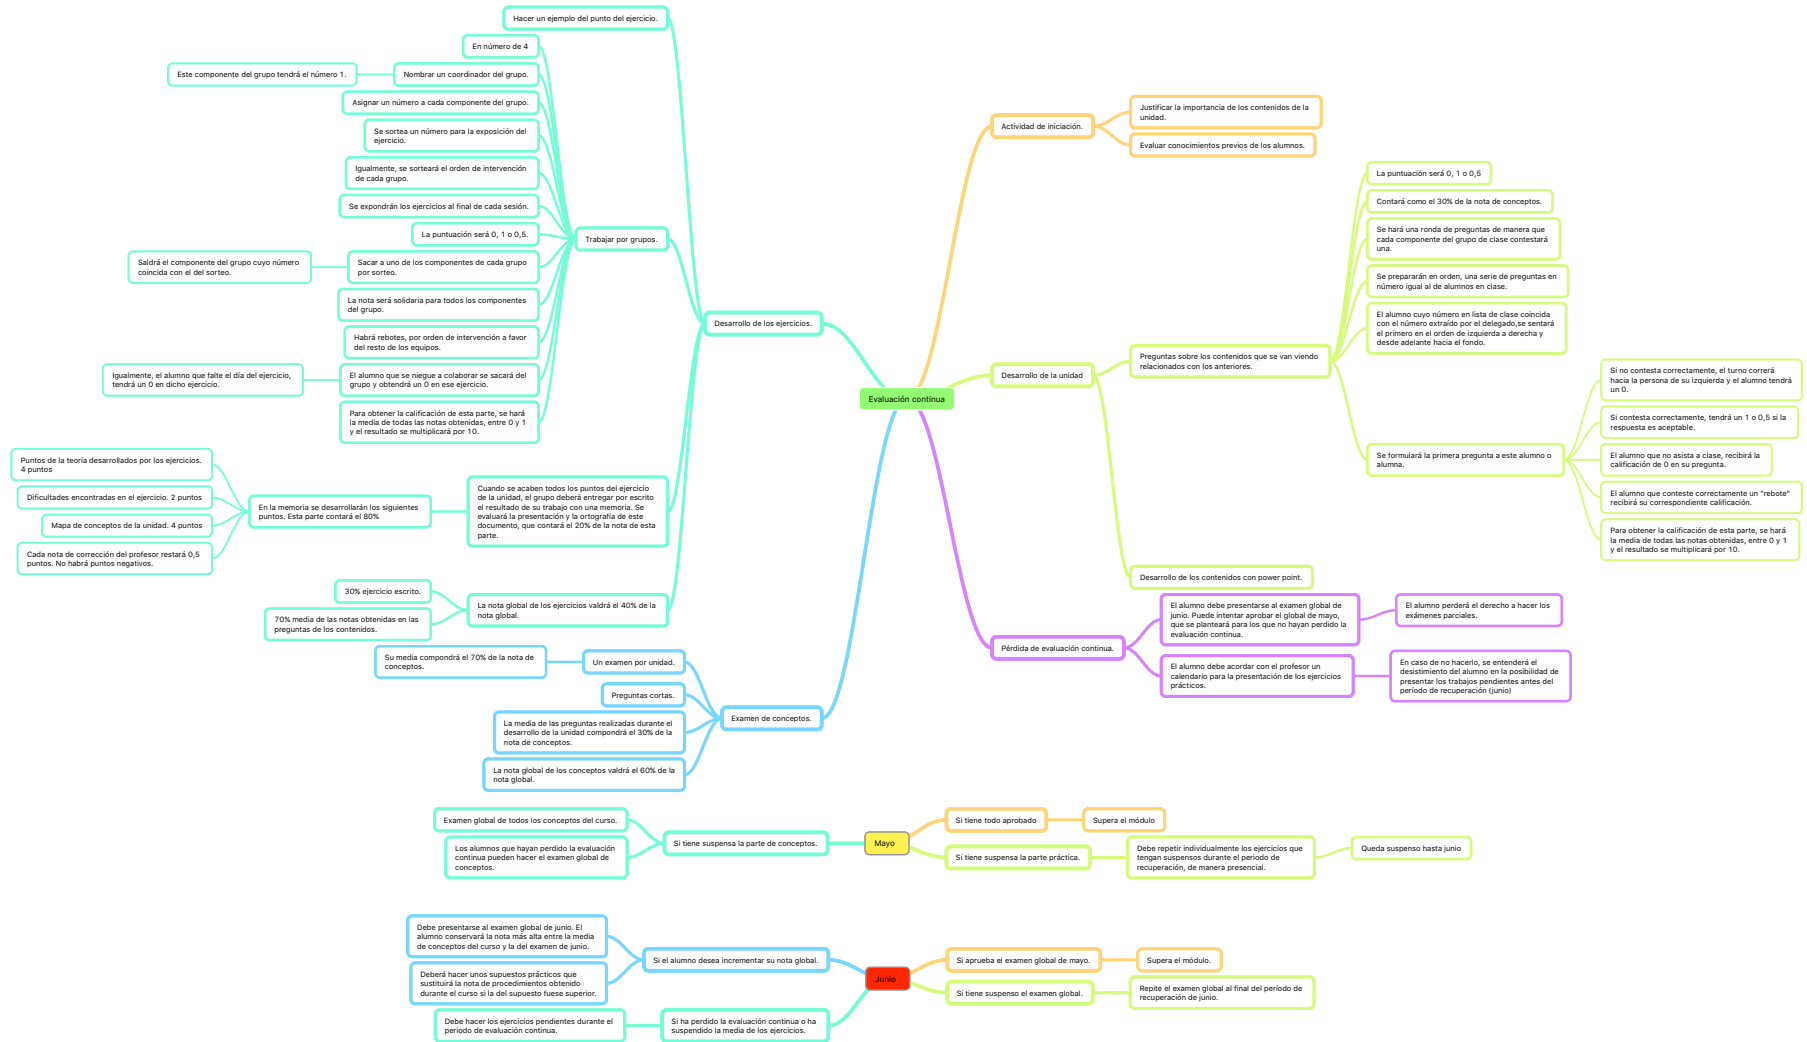 Evaluación continua
Actividad de iniciación.
Justificar la importancia de los contenidos de la
unidad.
Evaluar conocimientos previos de los alumnos.
Desarrollo de la unidad
Preguntas sobre los contenidos que se van viendo
relacionados con los anteriores.
La puntuación será 0, 1 o 0,5
Contará como el 30% de la nota de conceptos.
Se hará una ronda de preguntas de manera que
cada componente del grupo de clase contestará
una.
Se prepararán en orden, una serie de preguntas en
número igual al de alumnos en clase.
El alumno cuyo número en lista de clase coincida
con el número extraído por el delegado,se sentará
el primero en el orden de izquierda a derecha y
desde adelante hacia el fondo.
Se formulará la primera pregunta a este alumno o
alumna.
Si no contesta correctamente, el turno correrá
hacia la persona de su izquierda y el alumno tendrá
un 0.
Si contesta correctamente, tendrá un 1 o 0,5 si la
respuesta es aceptable.
El alumno que no asista a clase, recibirá la
calificación de 0 en su pregunta.
El alumno que conteste correctamente un "rebote"
recibirá su correspondiente calificación.
Para obtener la calificación de esta parte, se hará
la media de todas las notas obtenidas, entre 0 y 1
y el resultado se multiplicará por 10.
Desarrollo de los contenidos con power point.
Pérdida de evaluación continua.
El alumno debe presentarse al examen global de
junio. Puede intentar aprobar el global de mayo,
que se planteará para los que no hayan perdido la
evaluación continua.
El alumno perderá el derecho a hacer los
exámenes parciales.
El alumno debe acordar con el profesor un
calendario para la presentación de los ejercicios
prácticos.
En caso de no hacerlo, se entenderá el
desistimiento del alumno en la posibilidad de
presentar los trabajos pendientes antes del
período de recuperación (junio)
Desarrollo de los ejercicios.
Hacer un ejemplo del punto del ejercicio.
Trabajar por grupos.
En número de 4
Nombrar un coordinador del grupo.
Este componente del grupo tendrá el número 1.
Asignar un número a cada componente del grupo.
Se sortea un número para la exposición del
ejercicio.
Igualmente, se sorteará el orden de intervención
de cada grupo.
Se expondrán los ejercicios al final de cada sesión.
La puntuación será 0, 1 o 0,5.
Sacar a uno de los componentes de cada grupo
por sorteo.
Saldrá el componente del grupo cuyo número
coincida con el del sorteo.
La nota será solidaria para todos los componentes
del grupo.
Habrá rebotes, por orden de intervención a favor
del resto de los equipos.
El alumno que se niegue a colaborar se sacará del
grupo y obtendrá un 0 en ese ejercicio.
Igualmente, el alumno que falte el día del ejercicio,
tendrá un 0 en dicho ejercicio.
Para obtener la calificación de esta parte, se hará
la media de todas las notas obtenidas, entre 0 y 1
y el resultado se multiplicará por 10.
Cuando se acaben todos los puntos del ejercicio
de la unidad, el grupo deberá entregar por escrito
el resultado de su trabajo con una memoria. Se
evaluará la presentación y la ortografía de este
documento, que contará el 20% de la nota de esta
parte.
En la memoria se desarrollarán los siguientes
puntos. Esta parte contará el 80%
Puntos de la teoría desarrollados por los ejercicios.
4 puntos
Dificultades encontradas en el ejercicio. 2 puntos
Mapa de conceptos de la unidad. 4 puntos
Cada nota de corrección del profesor restará 0,5
puntos. No habrá puntos negativos.
La nota global de los ejercicios valdrá el 40% de la
nota global.
30% ejercicio escrito.
70% media de las notas obtenidas en las
preguntas de los contenidos.
Examen de conceptos.
Un examen por unidad.
Su media compondrá el 70% de la nota de
conceptos.
Preguntas cortas.
La media de las preguntas realizadas durante el
desarrollo de la unidad compondrá el 30% de la
nota de conceptos.
La nota global de los conceptos valdrá el 60% de la
nota global.
Mayo
Si tiene todo aprobado
Supera el módulo
Si tiene suspensa la parte práctica.
Debe repetir individualmente los ejercicios que
tengan suspensos durante el periodo de
recuperación, de manera presencial.
Queda suspenso hasta junio
Si tiene suspensa la parte de conceptos.
Examen global de todos los conceptos del curso.
Los alumnos que hayan perdido la evaluación
continua pueden hacer el examen global de
conceptos.
Junio
Si aprueba el examen global de mayo.
Supera el módulo.
Si tiene suspenso el examen global.
Repite el examen global al final del período de
recuperación de junio.
Si el alumno desea incrementar su nota global.
Debe presentarse al examen global de junio. El
alumno conservará la nota más alta entre la media
de conceptos del curso y la del examen de junio.
Deberá hacer unos supuestos prácticos que
sustituirá la nota de procedimientos obtenido
durante el curso si la del supuesto fuese superior.
Si ha perdido la evaluación continua o ha
suspendido la media de los ejercicios.
Debe hacer los ejercicios pendientes durante el
periodo de evaluación continua.